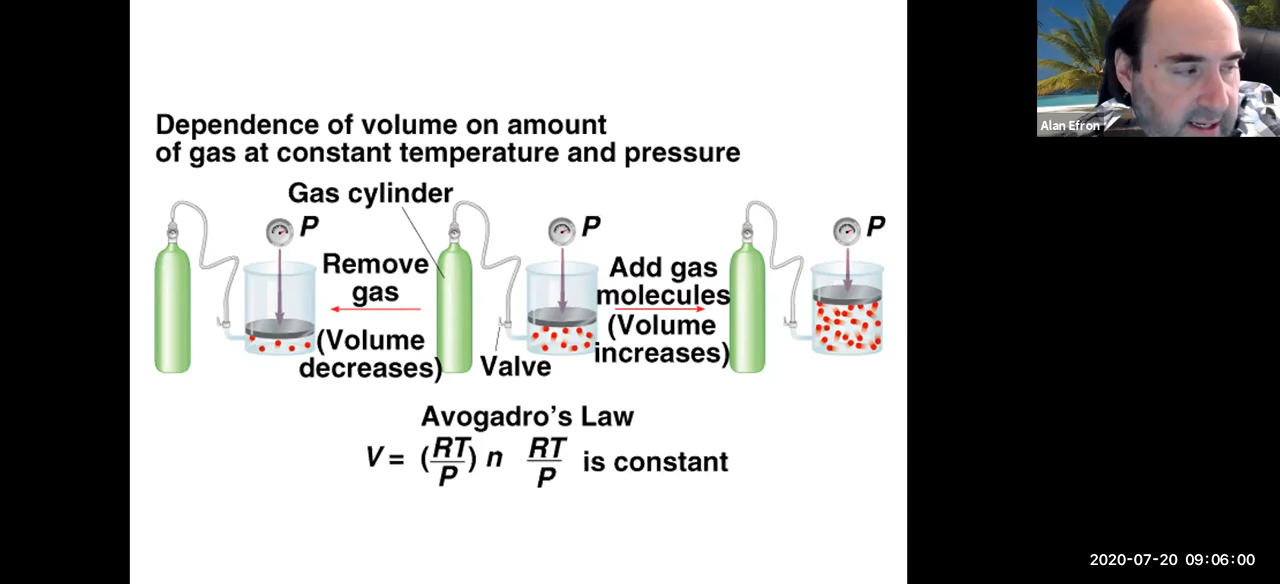 Dependence of volume on amount
of gas at constant temperature and pressure
Gas cylinder
P
P
P
Remove
gas
(Volume
decreases)
Add gas
molecules
(Volume
increases)
Valve
Avogadro's Law
V = (RT/P) n RT/P is constant
Alan Efron
2020-07-20 09:06:00